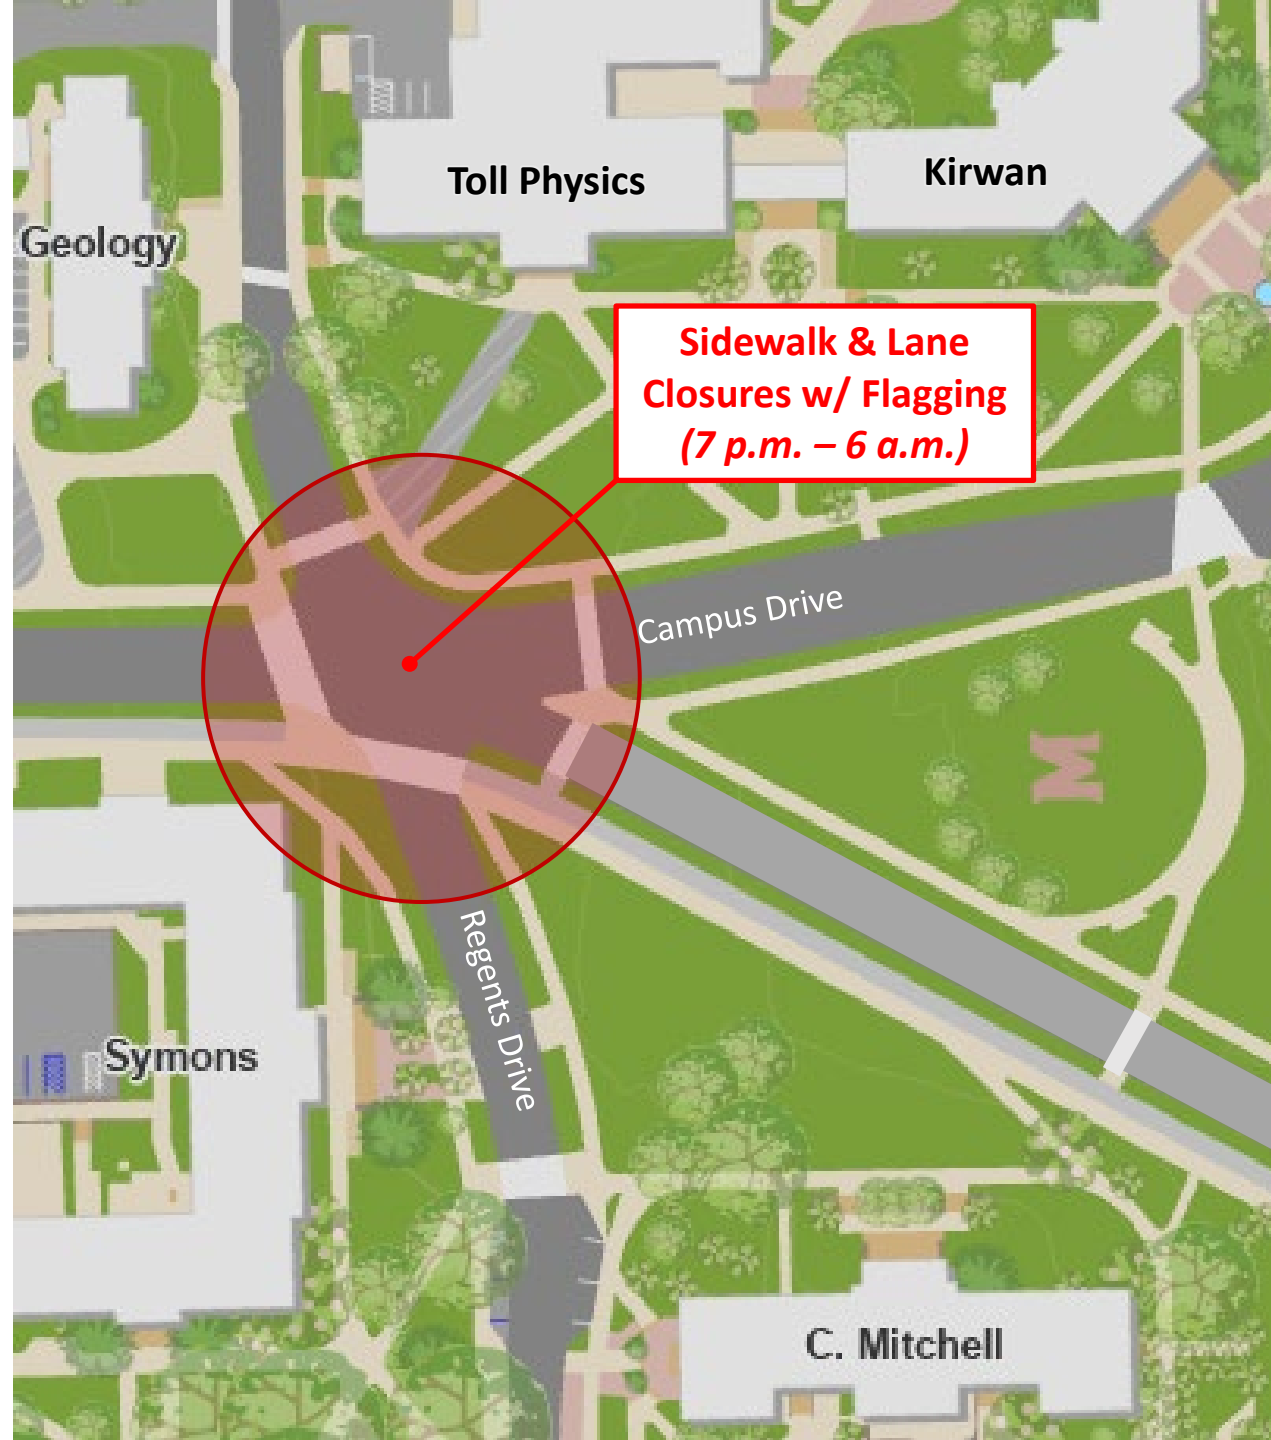 Toll Physics
Kirwan
Geology
Sidewalk & Lane
Closures w/ Flagging
(7 p.m. – 6 a.m.)
Campus Drive
M
Regents Drive
Symons
C. Mitchell